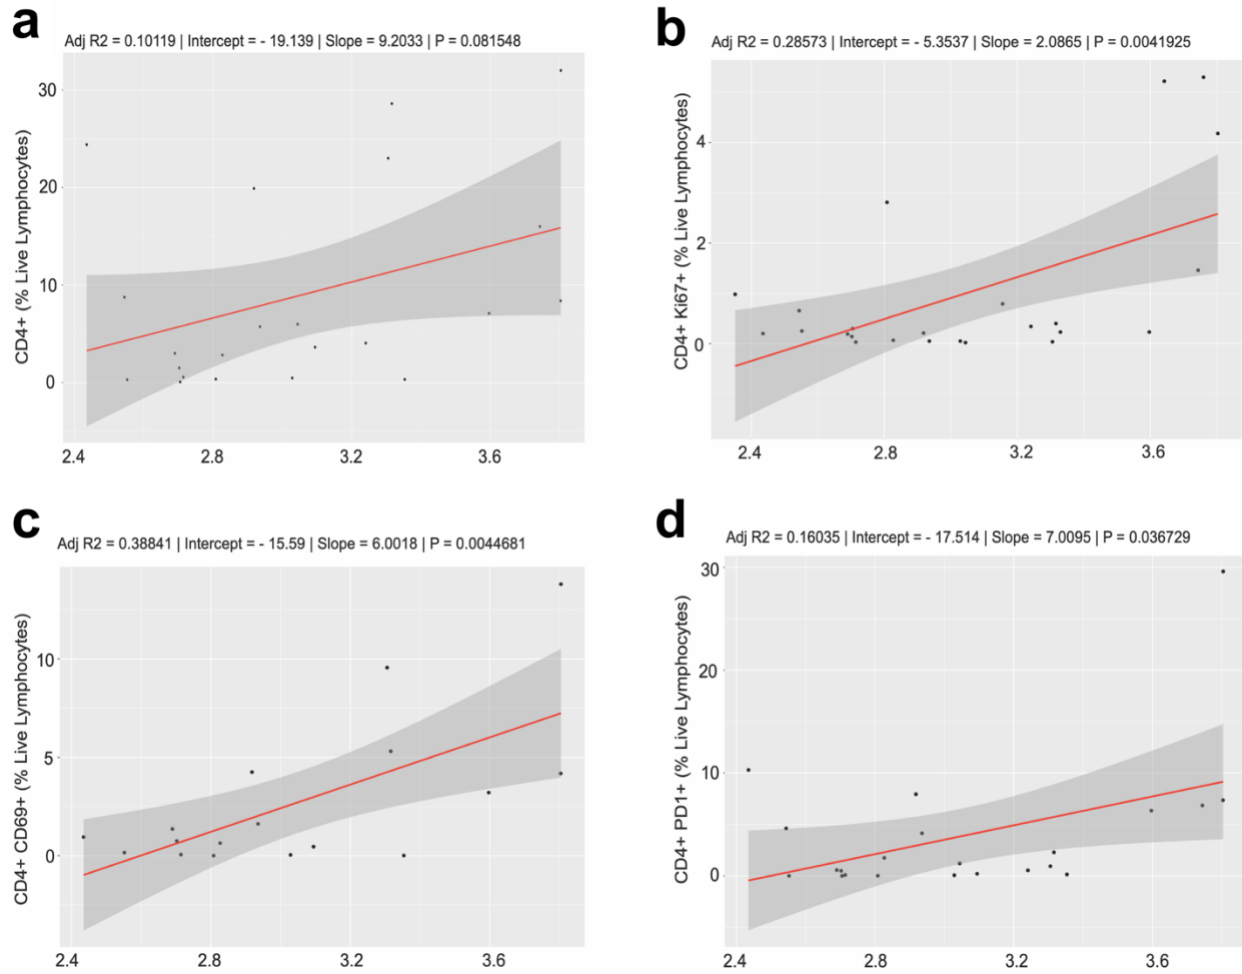 a
Adj R2 = 0.10119 | Intercept = - 19.139 | Slope = 9.2033 | P = 0.081548
CD4+ (% Live Lymphocytes)
30
20
10
0
2.4 2.8 3.2 3.6
b
Adj R2 = 0.28573 | Intercept = - 5.3537 | Slope = 2.0865 | P = 0.0041925
CD4+ Ki67+ (% Live Lymphocytes)
4
2
0
2.4 2.8 3.2 3.6
c
Adj R2 = 0.38841 | Intercept = - 15.59 | Slope = 6.0018 | P = 0.0044681
CD4+ CD69+ (% Live Lymphocytes)
10
5
0
2.4 2.8 3.2 3.6
d
Adj R2 = 0.16035 | Intercept = - 17.514 | Slope = 7.0095 | P = 0.036729
CD4+ PD1+ (% Live Lymphocytes)
30
20
10
0
2.4 2.8 3.2 3.6